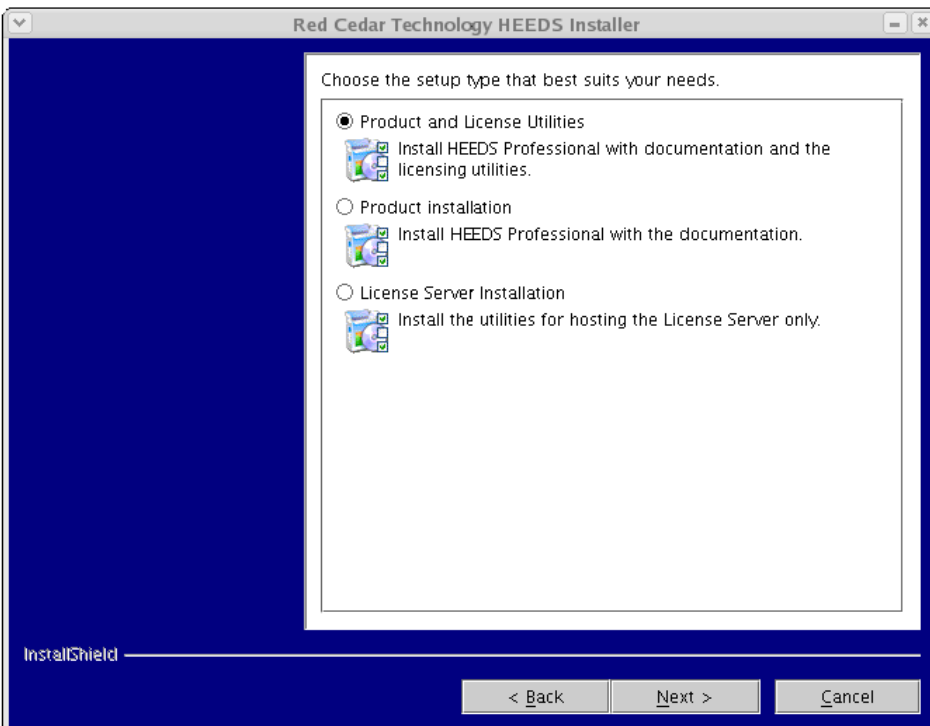 Red Cedar Technology HEEDS Installer
Choose the setup type that best suits your needs.
Product and License Utilities
Install HEEDS Professional with documentation and the
licensing utilities.
Product installation
Install HEEDS Professional with the documentation.
License Server Installation
Install the utilities for hosting the License Server only.
InstallShield
< Back
Next >
Cancel